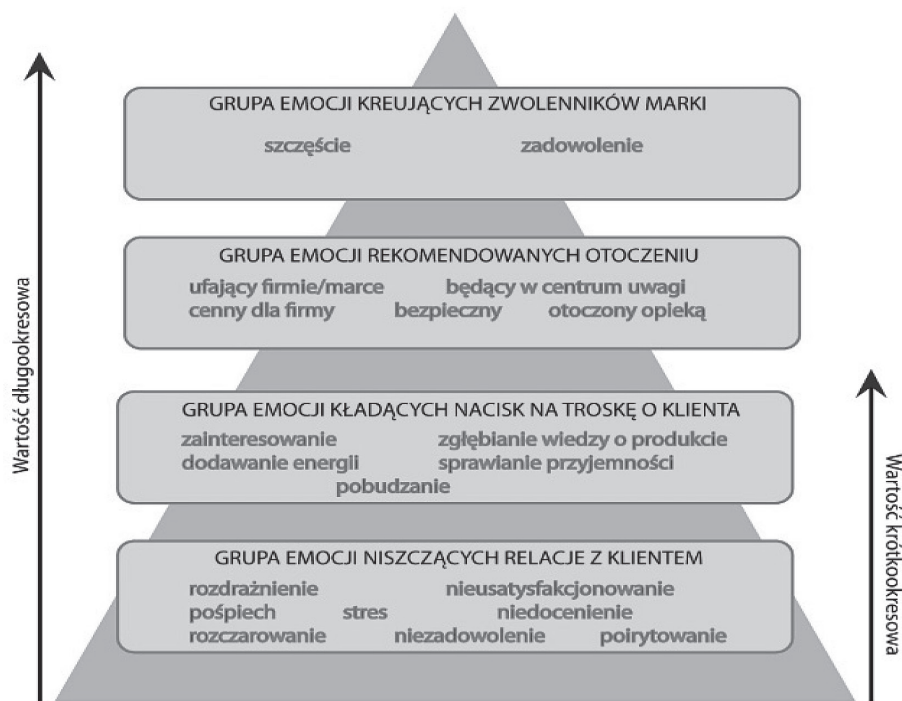 GRUPA EMOCJI KREUJĄCYCH ZWOLENNIKÓW MARKI
szczęście zadowolenie
GRUPA EMOCJI REKOMENDOWANYCH OTOCZENIU
ufający firmie/marce będący w centrum uwagi
cenny dla firmy bezpieczny otoczony opieką
GRUPA EMOCJI KŁADĄCYCH NACISK NA TROSKĘ O KLIENTA
zainteresowanie zgłębianie wiedzy o produkcie
dodawanie energii sprawianie przyjemności
pobudzanie
GRUPA EMOCJI NISZCZĄCYCH RELACJE Z KLIENTEM
rozdrażnienie nieusatysfakcjonowanie
pośpiech stres niedocenienie
rozczarowanie niezadowolenie poirytowanie
Wartość długookresowa
Wartość krótkookresowa